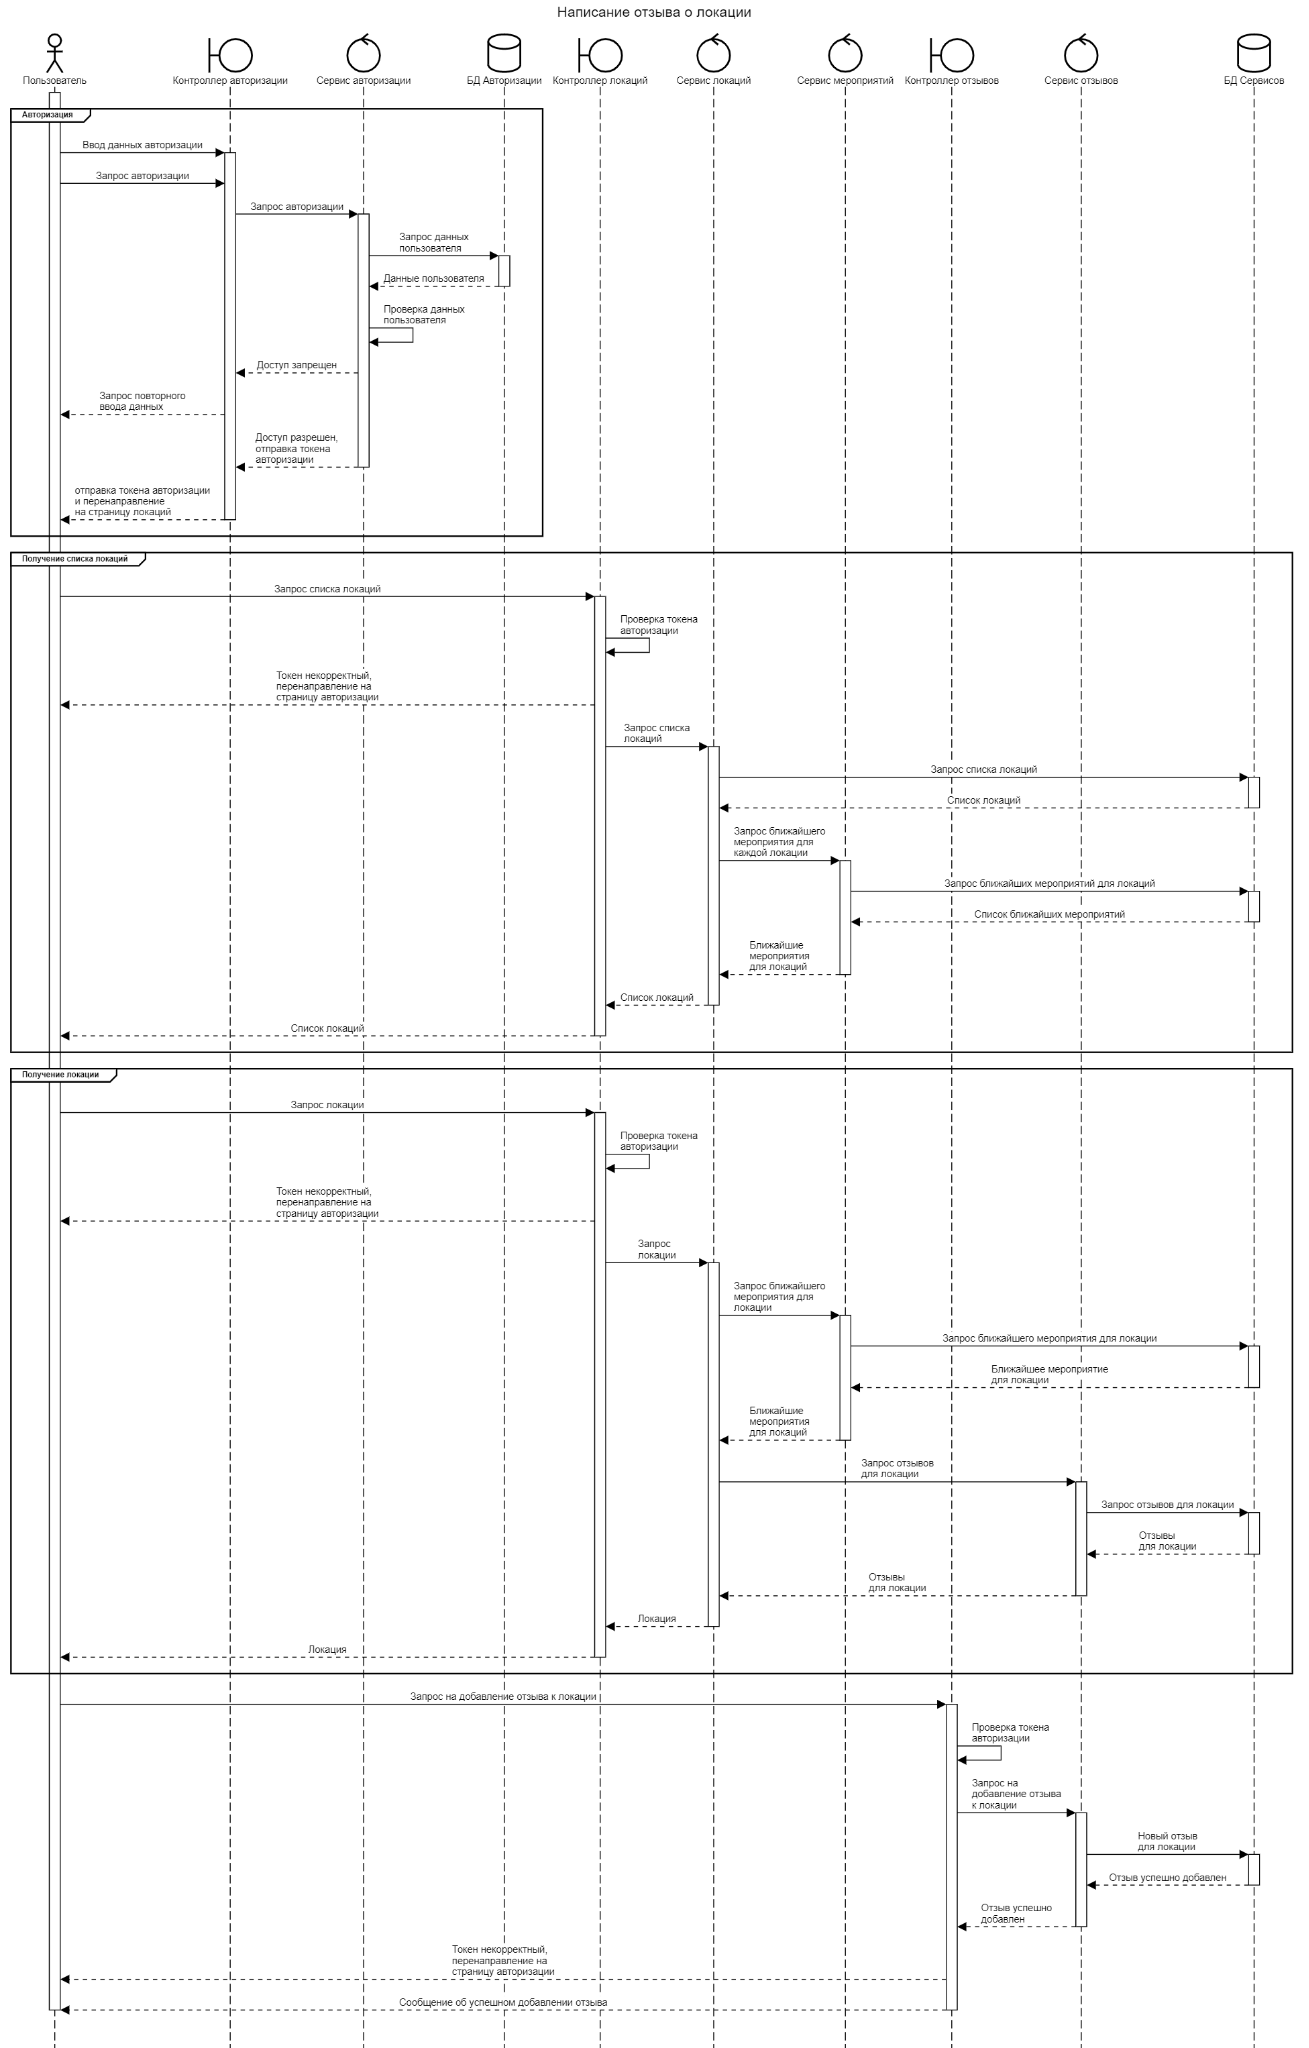 Написание отзыва о локации
Пользователь
Контроллер авторизации
Сервис авторизации
БД Авторизации
Контроллер локаций
Сервис локаций
Сервис мероприятий
Контроллер отзывов
Сервис отзывов
БД Сервисов
Авторизация
Ввод данных авторизации
Запрос авторизации
Запрос авторизации
Запрос данных
пользователя
Данные пользователя
Проверка данных
пользователя
Доступ запрещен
Запрос повторного
ввода данных
Доступ разрешен,
отправка токена
авторизации
отправка токена авторизации
и перенаправление
на страницу локаций
Получение списка локаций
Запрос списка локаций
Проверка токена
авторизации
Токен некорректный,
перенаправление на
страницу авторизации
Запрос списка
локаций
Запрос списка локаций
Список локаций
Запрос ближайшего
мероприятия для
каждой локации
Запрос ближайших мероприятий для локаций
Список ближайших мероприятий
Ближайшие
мероприятия
для локаций
Список локаций
Список локаций
Получение локации
Запрос локации
Проверка токена
авторизации
Токен некорректный,
перенаправление на
страницу авторизации
Запрос
локации
Запрос ближайшего
мероприятия для
локации
Запрос ближайшего мероприятия для локации
Ближайшее мероприятие
для локации
Ближайшие
мероприятия
для локаций
Запрос отзывов
для локации
Запрос отзывов для локации
Отзывы
для локации
Отзывы
для локации
Локация
Локация
Запрос на добавление отзыва к локации
Проверка токена
авторизации
Запрос на
добавление отзыва
к локации
Новый отзыв
для локации
Отзыв успешно добавлен
Отзыв успешно
добавлен
Токен некорректный,
перенаправление на
страницу авторизации
Сообщение об успешном добавлении отзыва